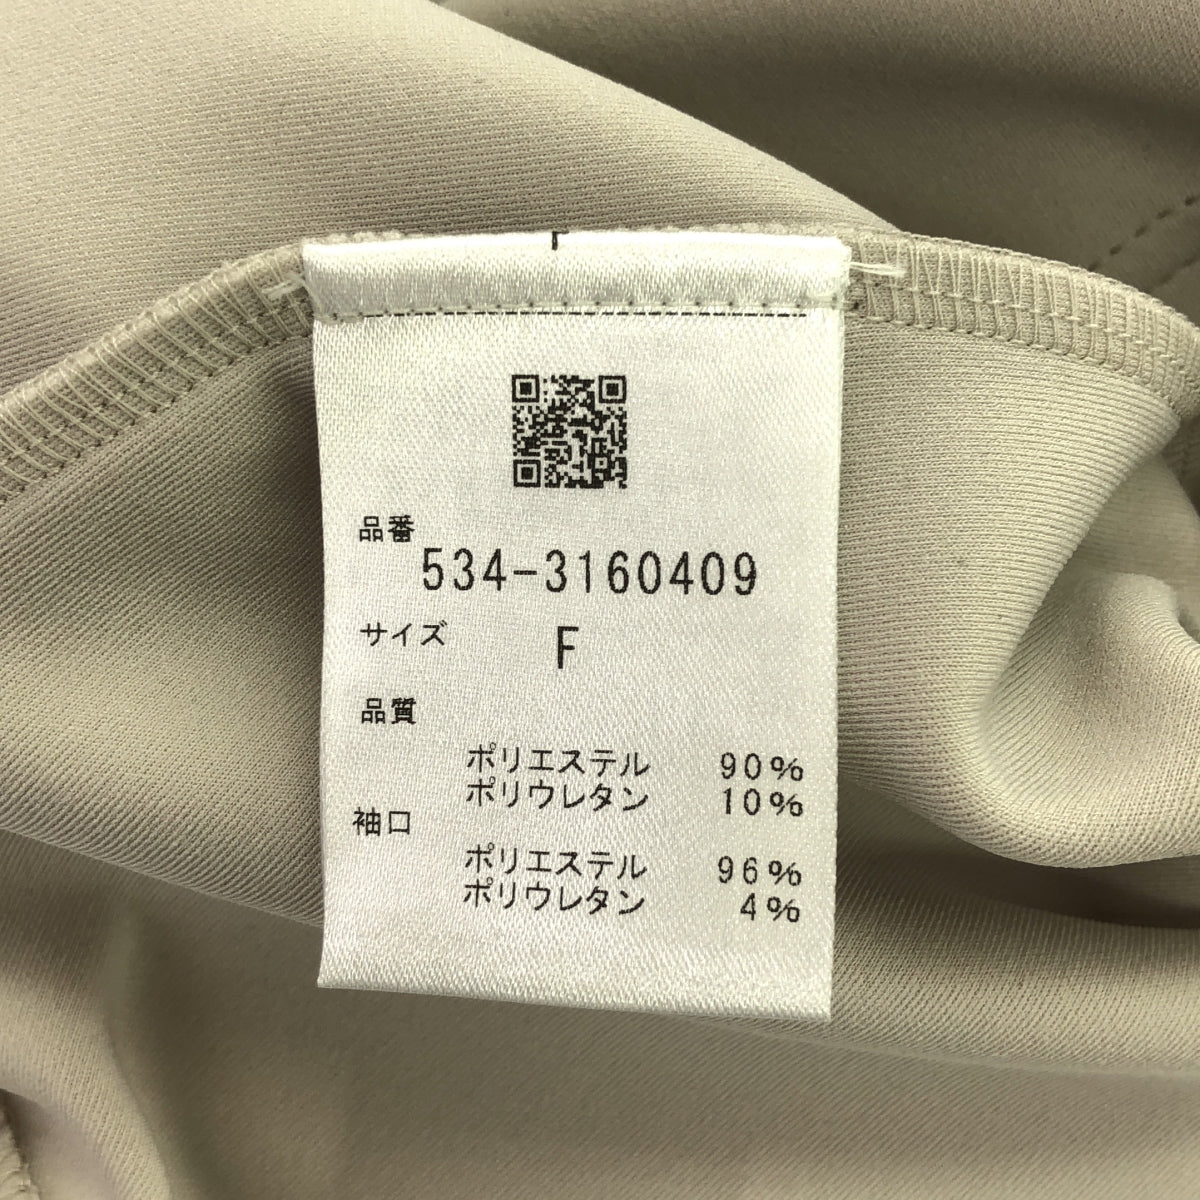 品番
534-3160409
サイズ F
品質
ポリエステル 90%
ポリウレタン 10%
袖口
ポリエステル 96%
ポリウレタン 4%